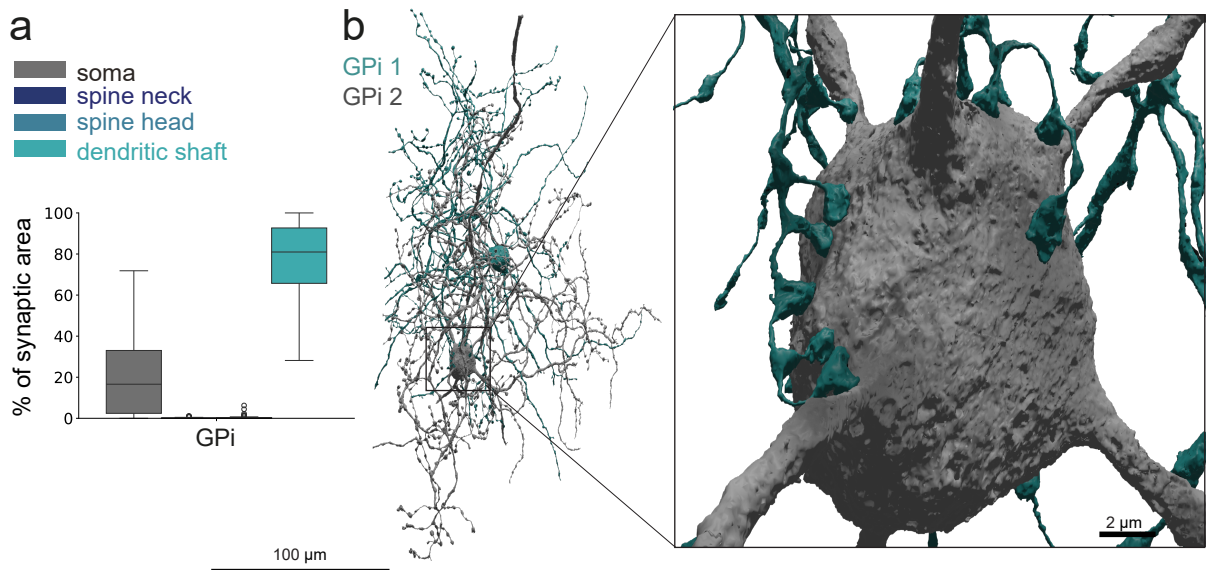 a
soma
spine neck
spine head
dendritic shaft
% of synaptic area
100
80
60
40
20
0
GPi
b
GPi 1
GPi 2
100 µm
2 µm